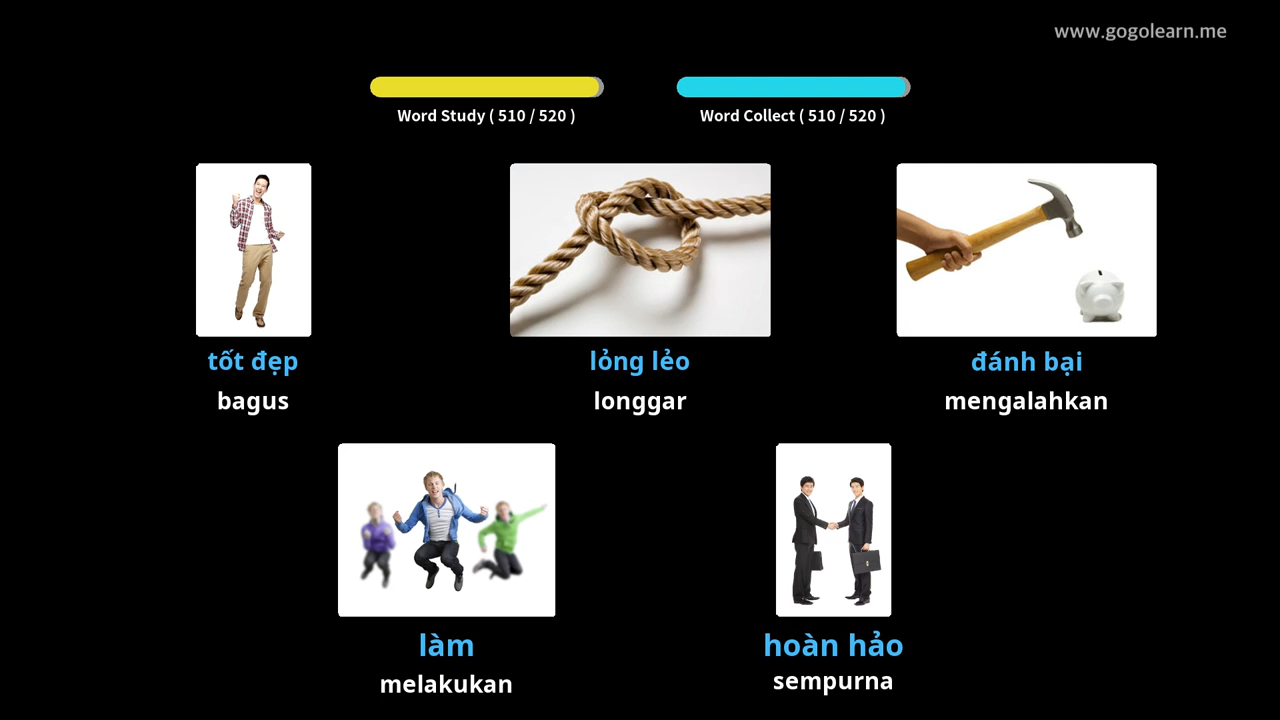 www.gogolearn.me
Word Study ( 510 / 520 )
Word Collect ( 510 / 520 )
tốt đẹp
bagus
lỏng lẻo
longgar
đánh bại
mengalahkan
làm
melakukan
hoàn hảo
sempurna